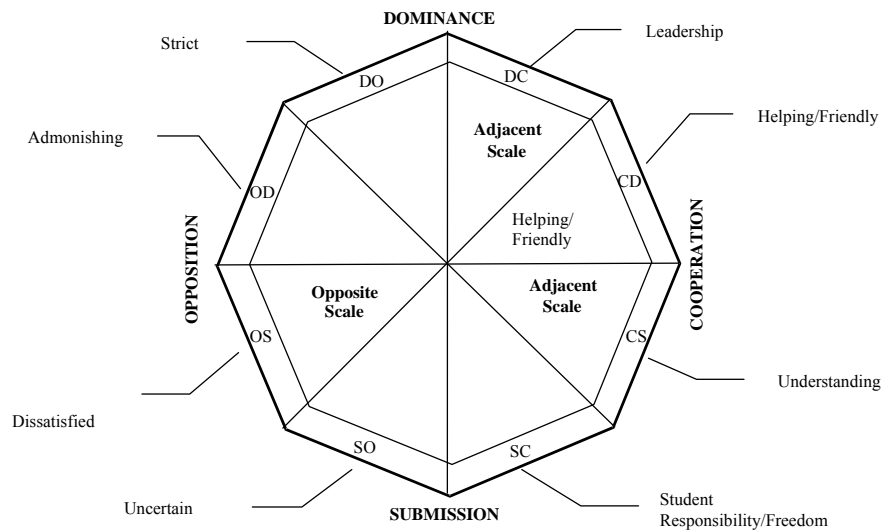 DOMINANCE
Strict
Leadership
DO
DC
Admonishing
Adjacent
Scale
Helping/Friendly
OD
CD
Helping/
Friendly
OPPOSITION
COOPERATION
Opposite
Scale
Adjacent
Scale
OS
CS
Understanding
Dissatisfied
SO
SC
Uncertain
SUBMISSION
Student
Responsibility/Freedom